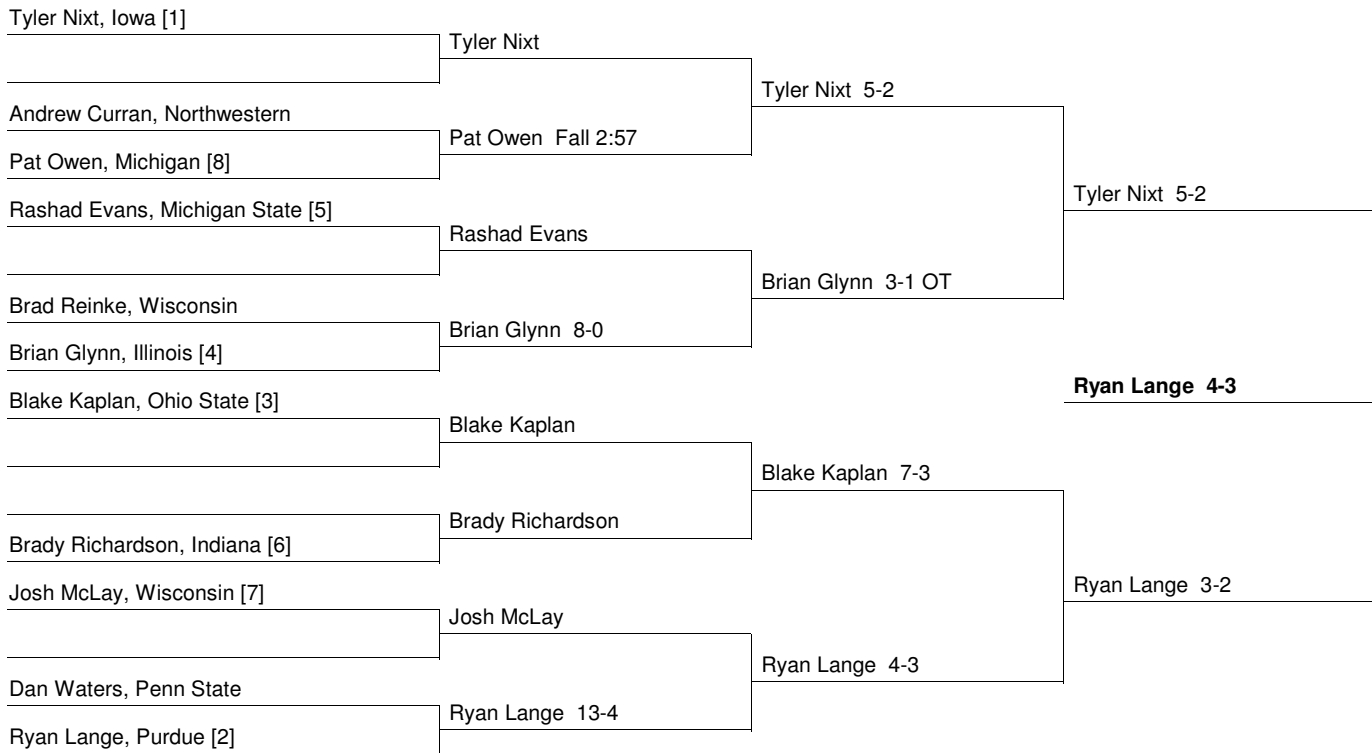 Tyler Nixt, Iowa [1]
Andrew Curran, Northwestern
Pat Owen, Michigan [8]
Rashad Evans, Michigan State [5]
Brad Reinke, Wisconsin
Brian Glynn, Illinois [4]
Blake Kaplan, Ohio State [3]
Brady Richardson, Indiana [6]
Josh McLay, Wisconsin [7]
Dan Waters, Penn State
Ryan Lange, Purdue [2]
Tyler Nixt
Pat Owen Fall 2:57
Rashad Evans
Brian Glynn 8-0
Blake Kaplan
Brady Richardson
Josh McLay
Ryan Lange 13-4
Tyler Nixt 5-2
Brian Glynn 3-1 OT
Blake Kaplan 7-3
Ryan Lange 4-3
Tyler Nixt 5-2
Ryan Lange 4-3
Ryan Lange 3-2